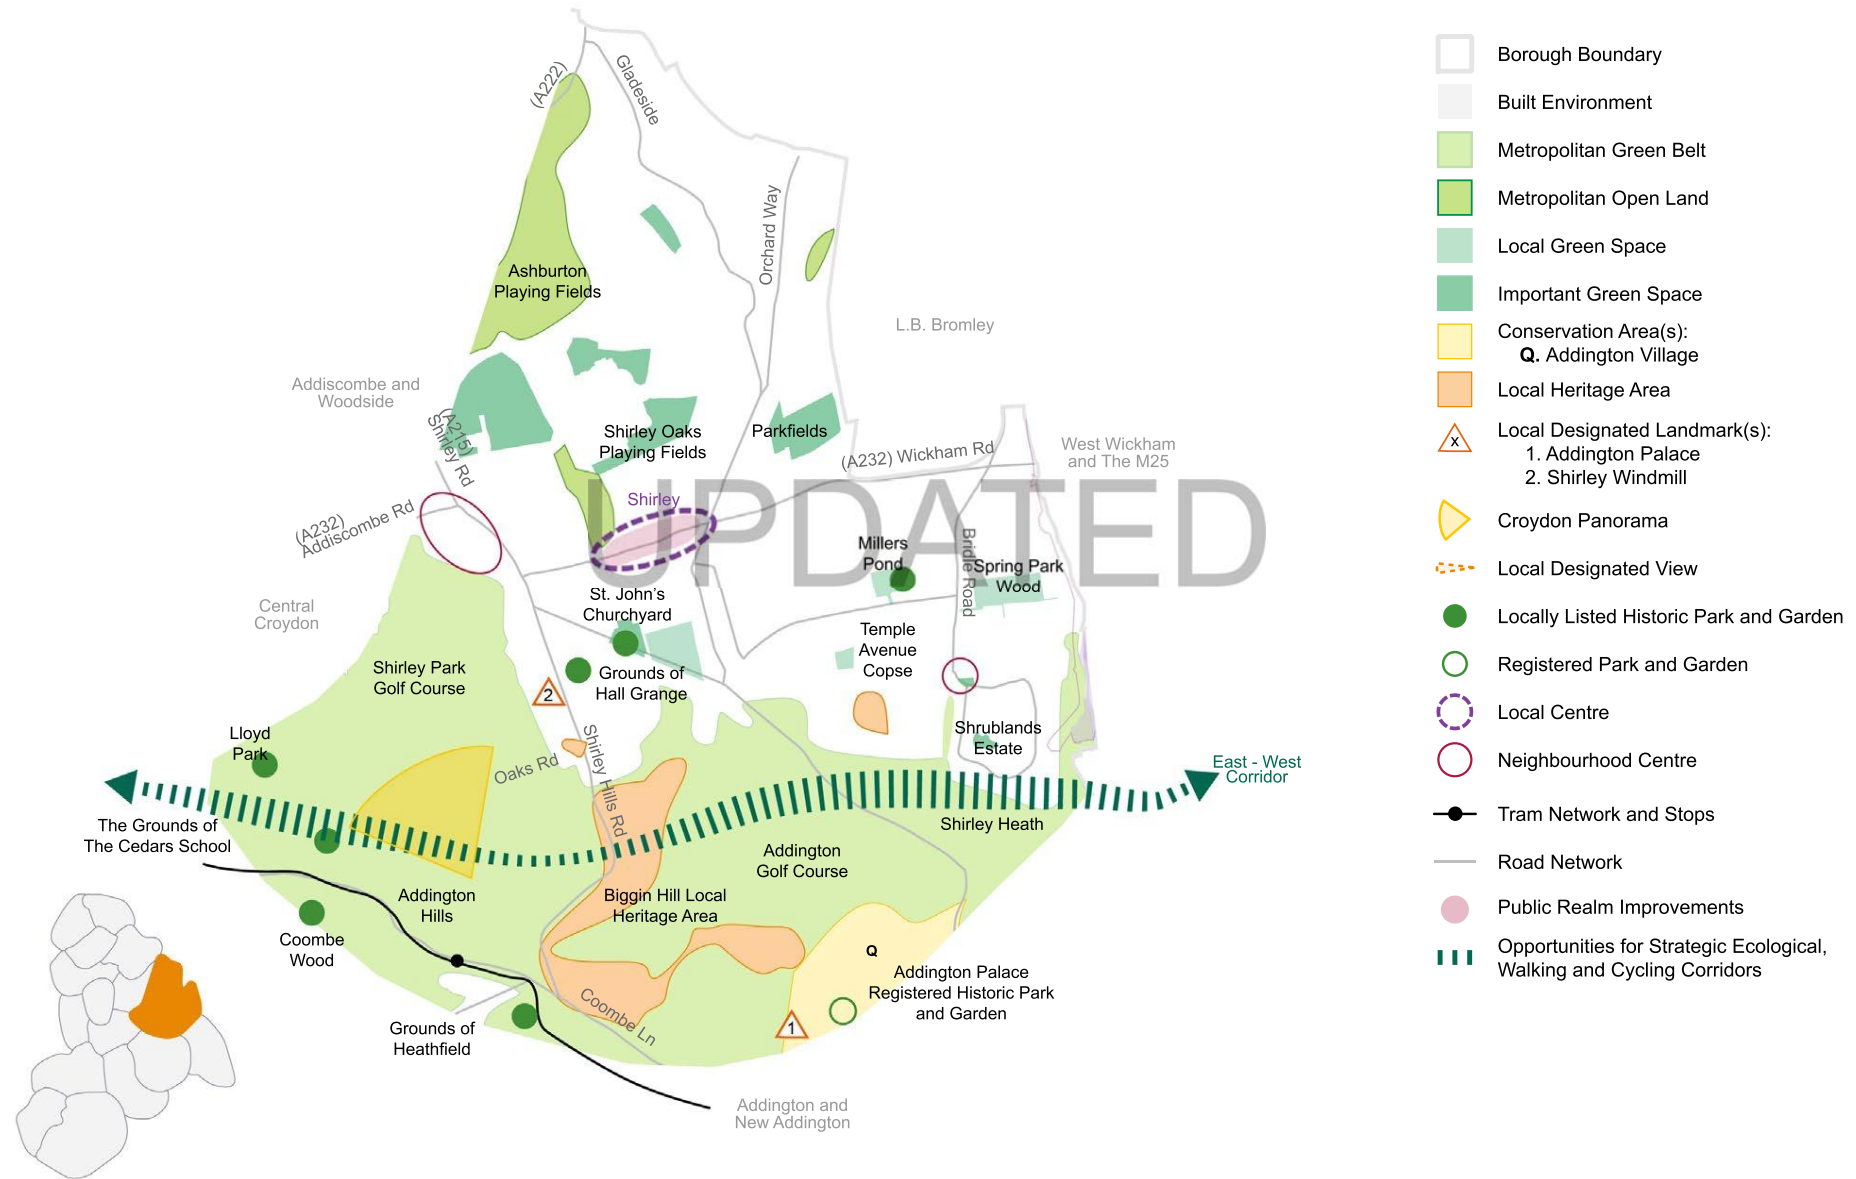 (A222)
Gladeside
Orchard Way
Ashburton
Playing Fields
L.B. Bromley
Addiscombe and
Woodside
(A215)
Shirley Rd
Shirley Oaks
Playing Fields
Parkfields
(A232) Wickham Rd
West Wickham
and The M25
Shirley
UPDATED
(A232)
Addiscombe Rd
Millers
Pond
Bridle Road
Spring Park
Wood
St. John's
Churchyard
Central
Croydon
Temple
Avenue
Copse
Shirley Park
Golf Course
Grounds of
Hall Grange
2
Lloyd
Park
Shrublands
Estate
Oaks Rd
Shirley Hills Rd
East - West
Corridor
The Grounds of
The Cedars School
Shirley Heath
Addington
Golf Course
Addington
Hills
Biggin Hill Local
Heritage Area
Coombe
Wood
Q
Addington Palace
Registered Historic Park
and Garden
Coombe Ln
1
Grounds of
Heathfield
Addington and
New Addington
Borough Boundary
Built Environment
Metropolitan Green Belt
Metropolitan Open Land
Local Green Space
Important Green Space
Conservation Area(s):
Q. Addington Village
Local Heritage Area
x
Local Designated Landmark(s):
1. Addington Palace
2. Shirley Windmill
Croydon Panorama
Local Designated View
Locally Listed Historic Park and Garden
Registered Park and Garden
Local Centre
Neighbourhood Centre
Tram Network and Stops
Road Network
Public Realm Improvements
Opportunities for Strategic Ecological,
Walking and Cycling Corridors